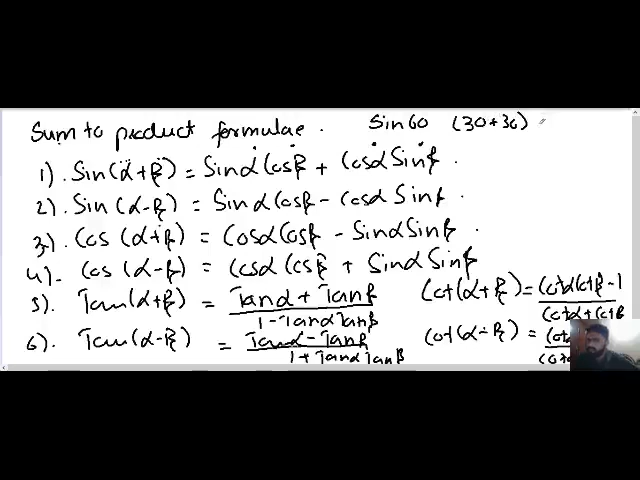 Sum to product formulae . Sin60 (30+30)
1). Sin(α+β) = Sinα Cosβ + Cosα Sinβ .
2). Sin (α-β) = Sinα Cosβ - Cosα Sinβ .
3). Cos (α+β) = Cosα Cosβ - Sinα Sinβ .
4). Cos (α-β) = Cosα Cosβ + Sinα Sinβ
5). Tan(α+β) = Tanα + Tanβ / 1-Tanα Tanβ Cot(α+β) = Cotα Cotβ -1 / Cotα + Cotβ
6). Tan(α-β) = Tanα - Tanβ / 1+Tanα Tanβ Cot(α-β) =